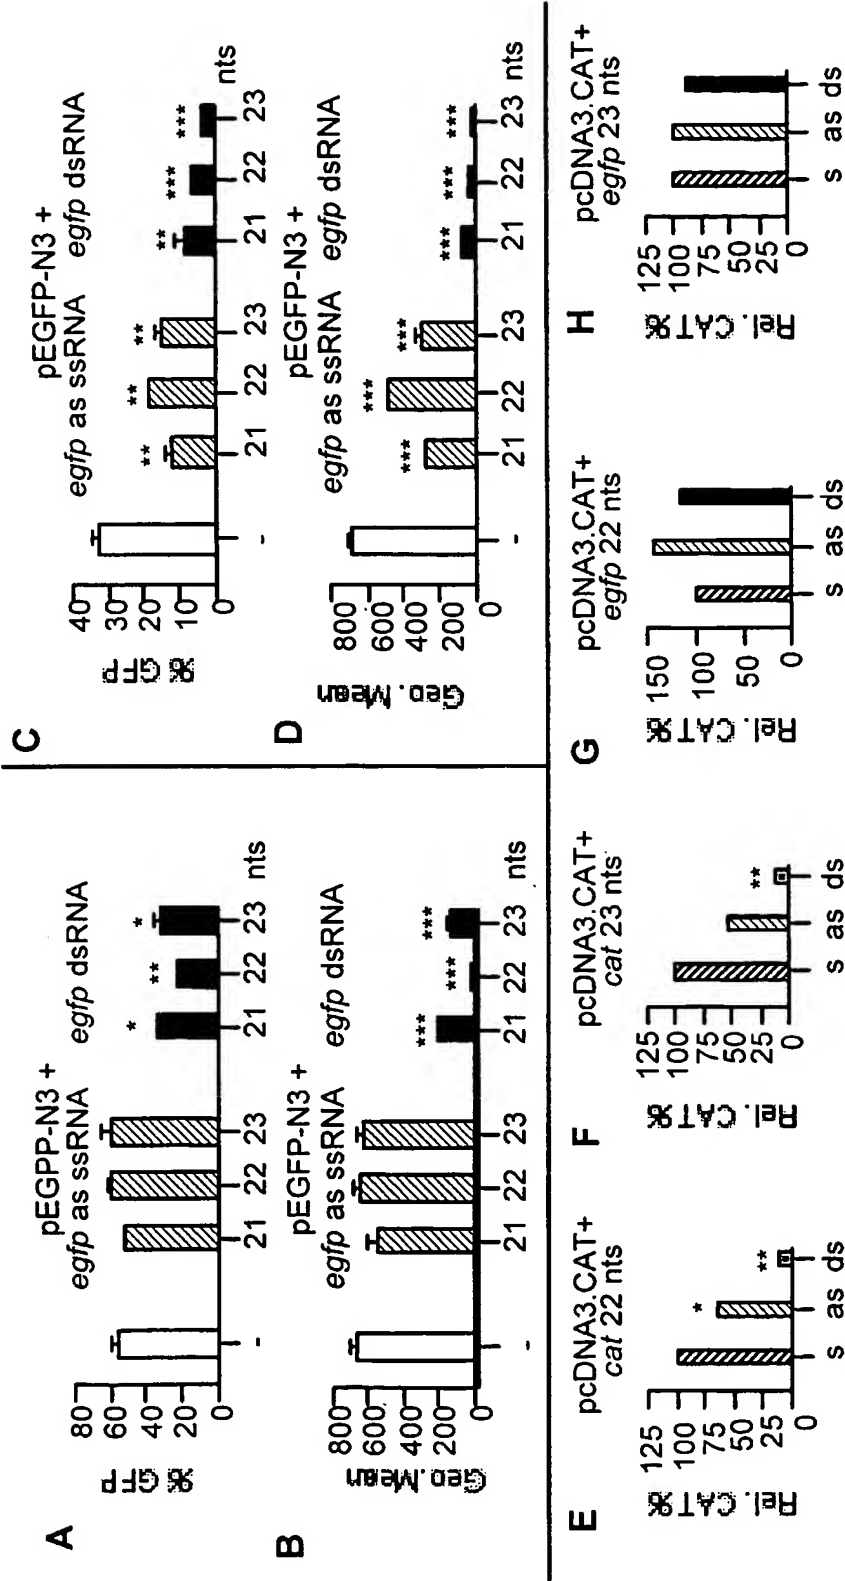 A
pEGPP-N3 +
egfp as ssRNA egfp dsRNA
% GFP
80
60
40
20
0
* ** *
- 21 22 23 21 22 23 nts
B
pEGFP-N3 +
egfp as ssRNA egfp dsRNA
Geo.Mean
800
600
400
200
0
*** *** ***
- 21 22 23 21 22 23 nts
C
pEGFP-N3 +
egfp as ssRNA egfp dsRNA
% GFP
40
30
20
10
0
** ** ** ** *** ***
- 21 22 23 21 22 23 nts
D
pEGFP-N3 +
egfp as ssRNA egfp dsRNA
Geo.Mean
800
600
400
200
0
*** *** *** *** *** ***
- 21 22 23 21 22 23 nts
E
pcDNA3.CAT+
cat 22 nts
Rel. CAT%
125
100
75
50
25
0
* **
s as ds
F
pcDNA3.CAT+
cat 23 nts
Rel. CAT%
125
100
75
50
25
0
**
s as ds
G
pcDNA3.CAT+
egfp 22 nts
Rel. CAT%
150
100
50
0
s as ds
H
pcDNA3.CAT+
egfp 23 nts
Rel. CAT%
125
100
75
50
25
0
s as ds